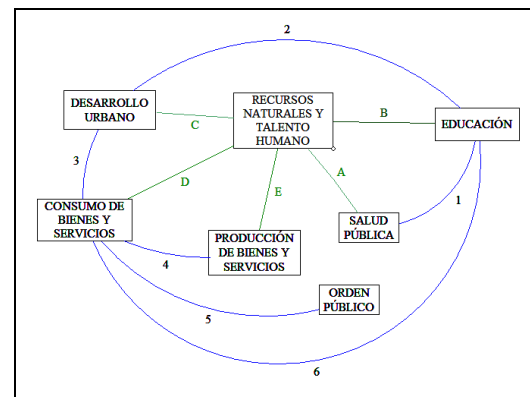 2
DESARROLLO
URBANO
RECURSOS
NATURALES Y
TALENTO
HUMANO
EDUCACIÓN
C
B
3
D
E
A
CONSUMO DE
BIENES Y
SERVICIOS
SALUD
PÚBLICA
1
4
PRODUCCIÓN
DE BIENES Y
SERVICIOS
5
ORDEN
PÚBLICO
6